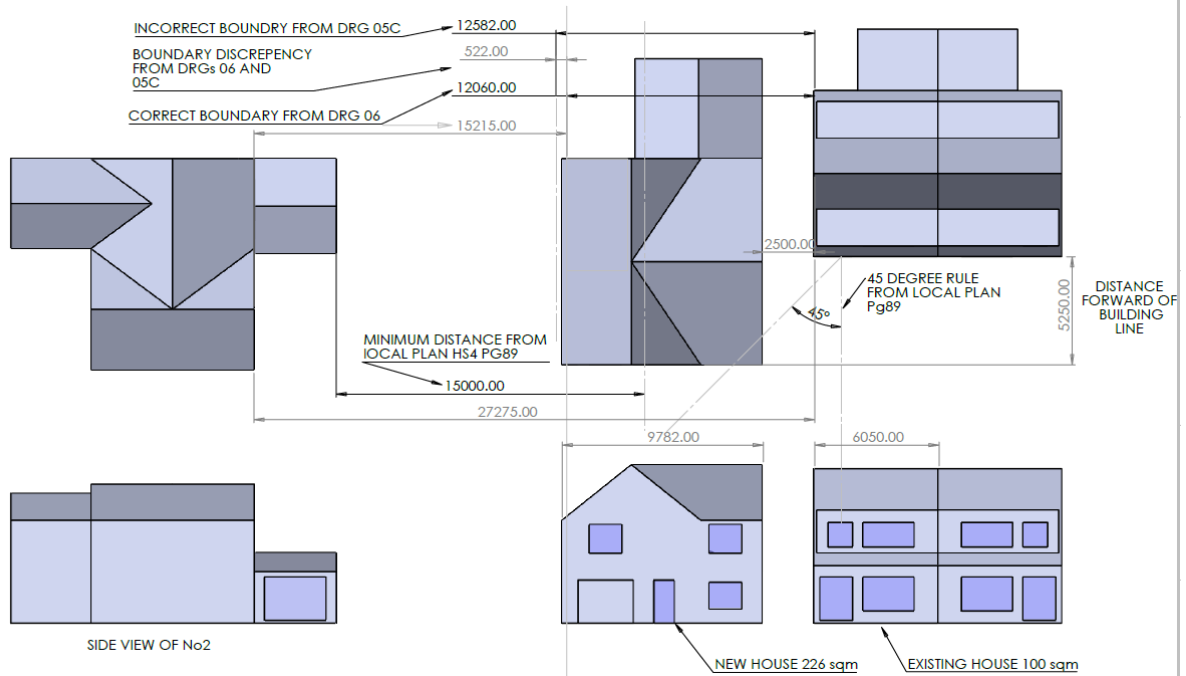 INCORRECT BOUNDRY FROM DRG 05C
12582.00
BOUNDARY DISCREPENCY
FROM DRGs 06 AND
05C
522.00
12060.00
CORRECT BOUNDARY FROM DRG 06
15215.00
2500.00
45 DEGREE RULE
FROM LOCAL PLAN
Pg89
45°
5250.00
DISTANCE
FORWARD OF
BUILDING
LINE
MINIMUM DISTANCE FROM
lOCAL PLAN HS4 PG89
15000.00
27275.00
9782.00
6050.00
SIDE VIEW OF No2
NEW HOUSE 226 sqm
EXISTING HOUSE 100 sqm